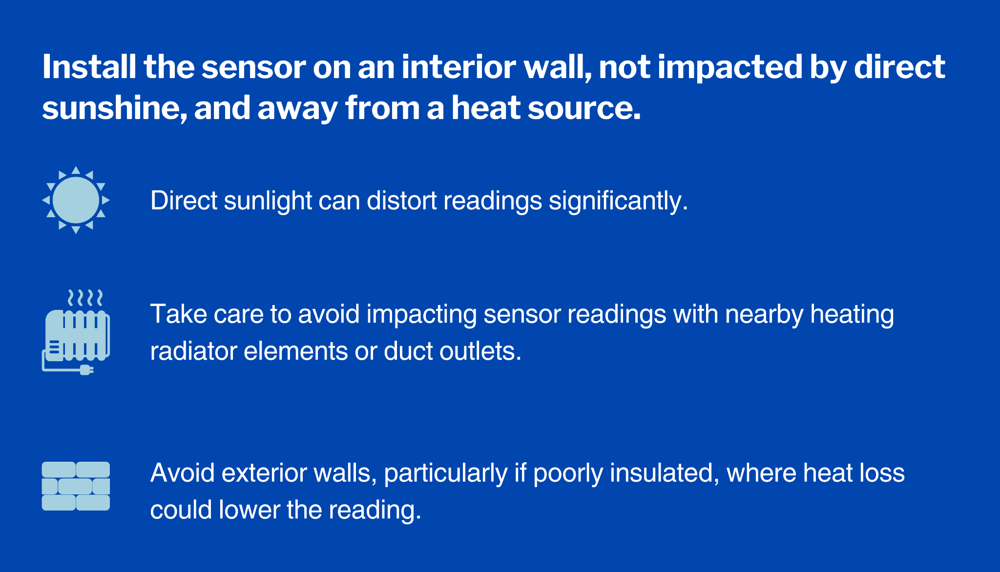 Install the sensor on an interior wall, not impacted by direct
sunshine, and away from a heat source.
Direct sunlight can distort readings significantly.
Take care to avoid impacting sensor readings with nearby heating
radiator elements or duct outlets.
Avoid exterior walls, particularly if poorly insulated, where heat loss
could lower the reading.